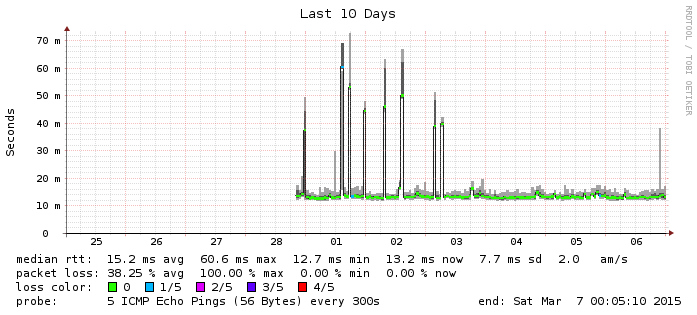 Last 10 Days
RRDTOOL / TOBI OETIKER
Seconds
70 m
60 m
50 m
40 m
30 m
20 m
10 m
0
25 26 27 28 01 02 03 04 05 06
median rtt: 15.2 ms avg 60.6 ms max 12.7 ms min 13.2 ms now 7.7 ms sd 2.0 am/s
packet loss: 38.25 % avg 100.00 % max 0.00 % min 0.00 % now
loss color: 0 1/5 2/5 3/5 4/5
probe: 5 ICMP Echo Pings (56 Bytes) every 300s end: Sat Mar 7 00:05:10 2015